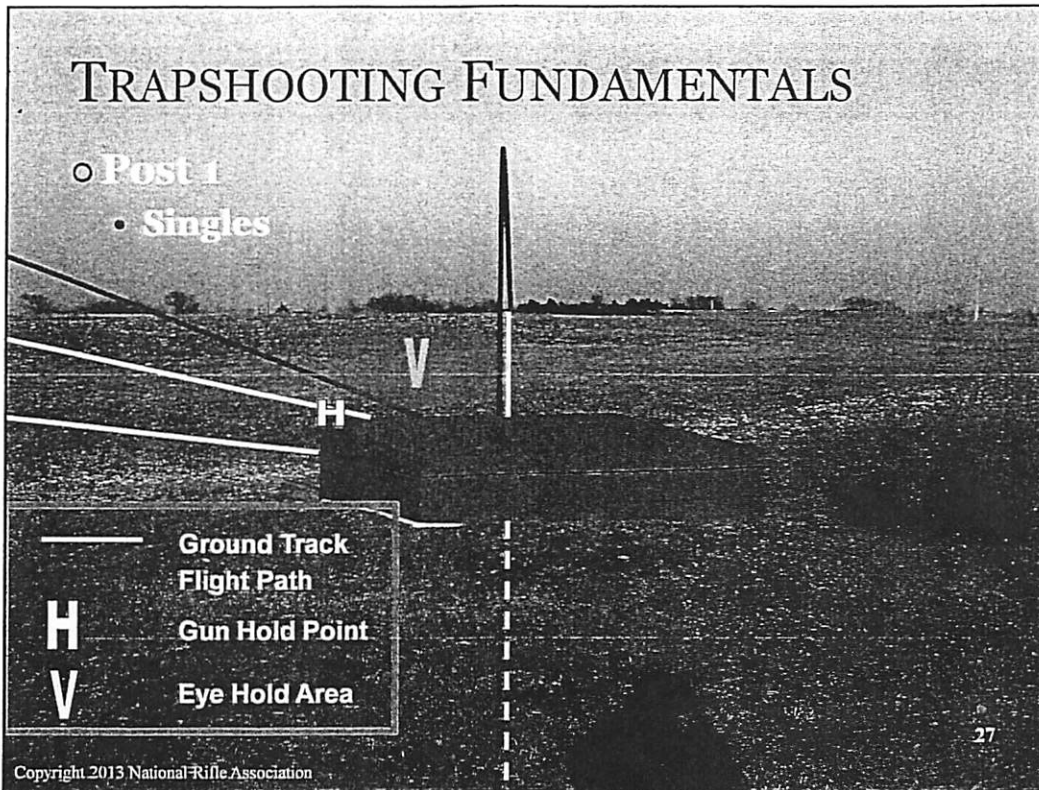 TRAPSHOOTING FUNDAMENTALS
Post 1
• Singles
V
H
Ground Track
Flight Path
H Gun Hold Point
V Eye Hold Area
27
Copyright 2013 National Rifle Association